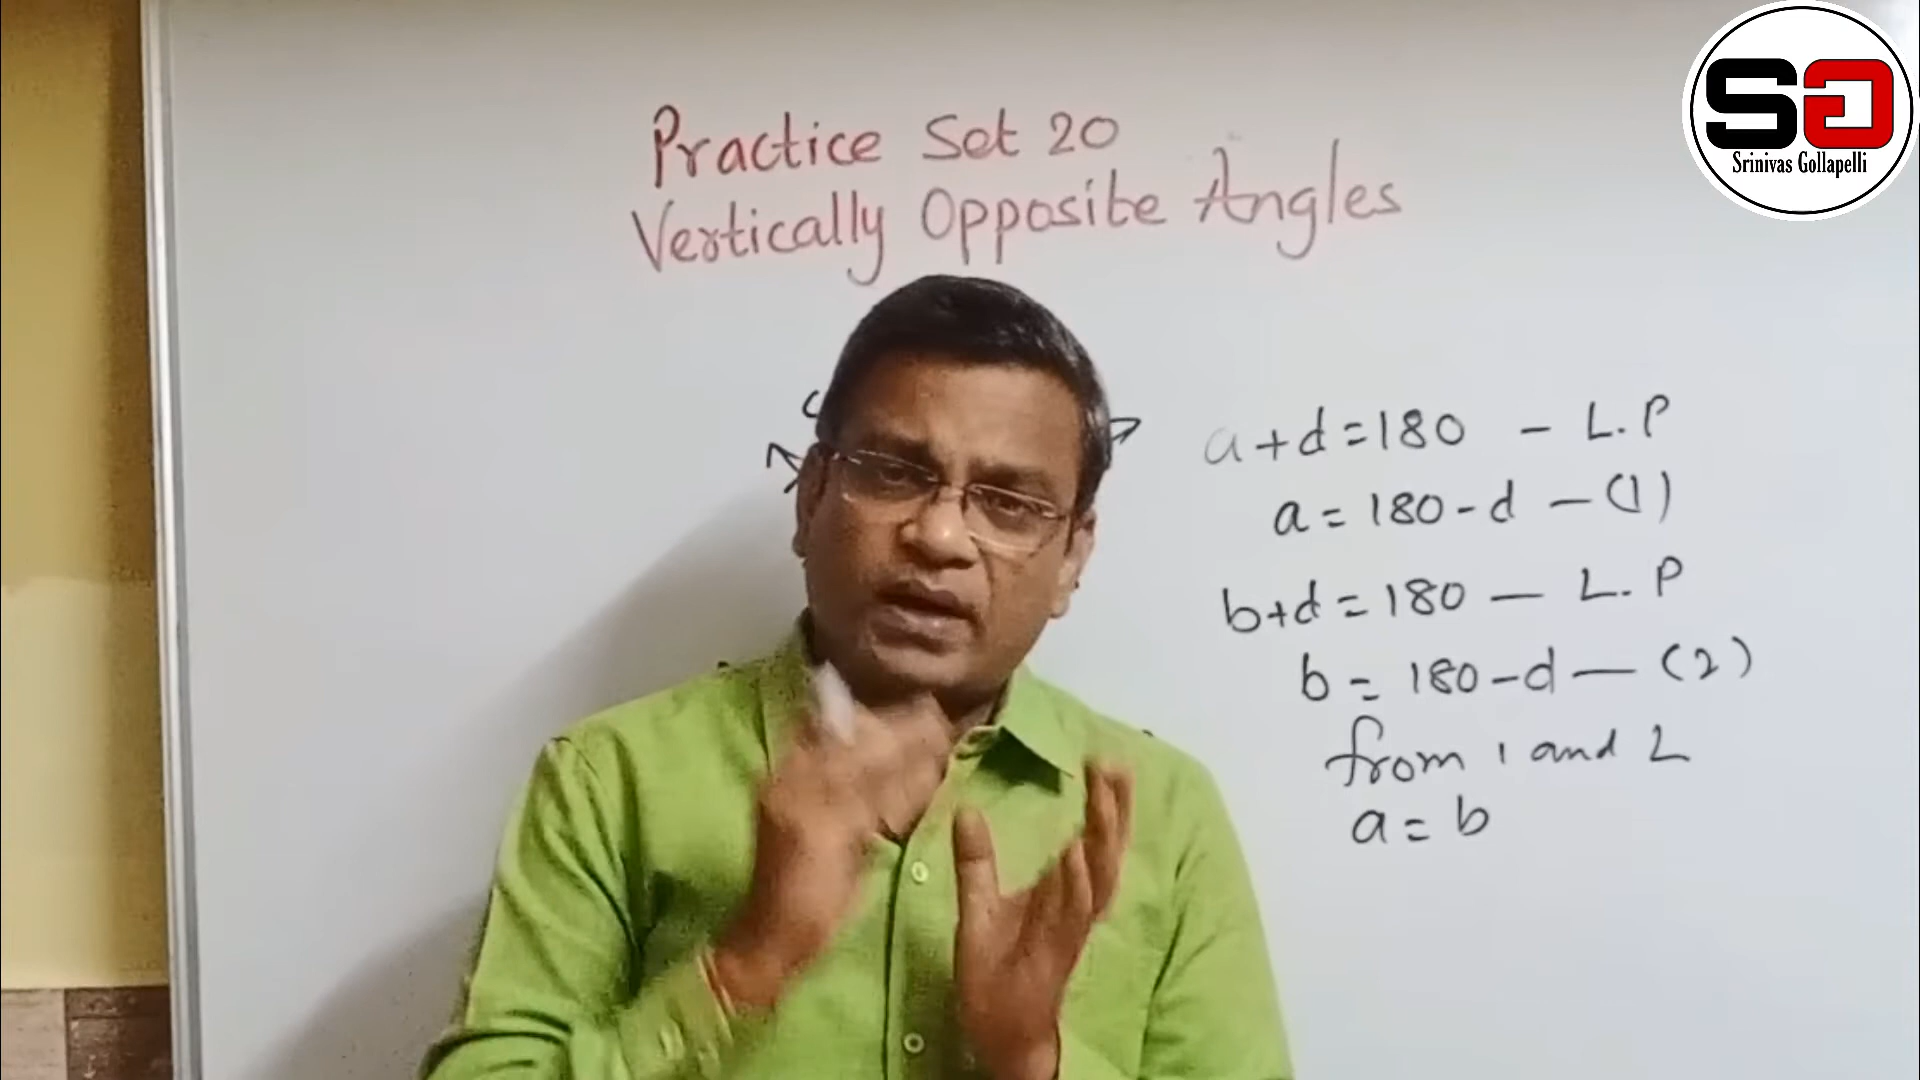 SG
Srinivas Gollapelli
Practice Set 20
Vertically Opposite Angles
a+d=180 - L.P
a=180-d - (1)
b+d=180 - L.P
b=180-d - (2)
from 1 and 2
a=b